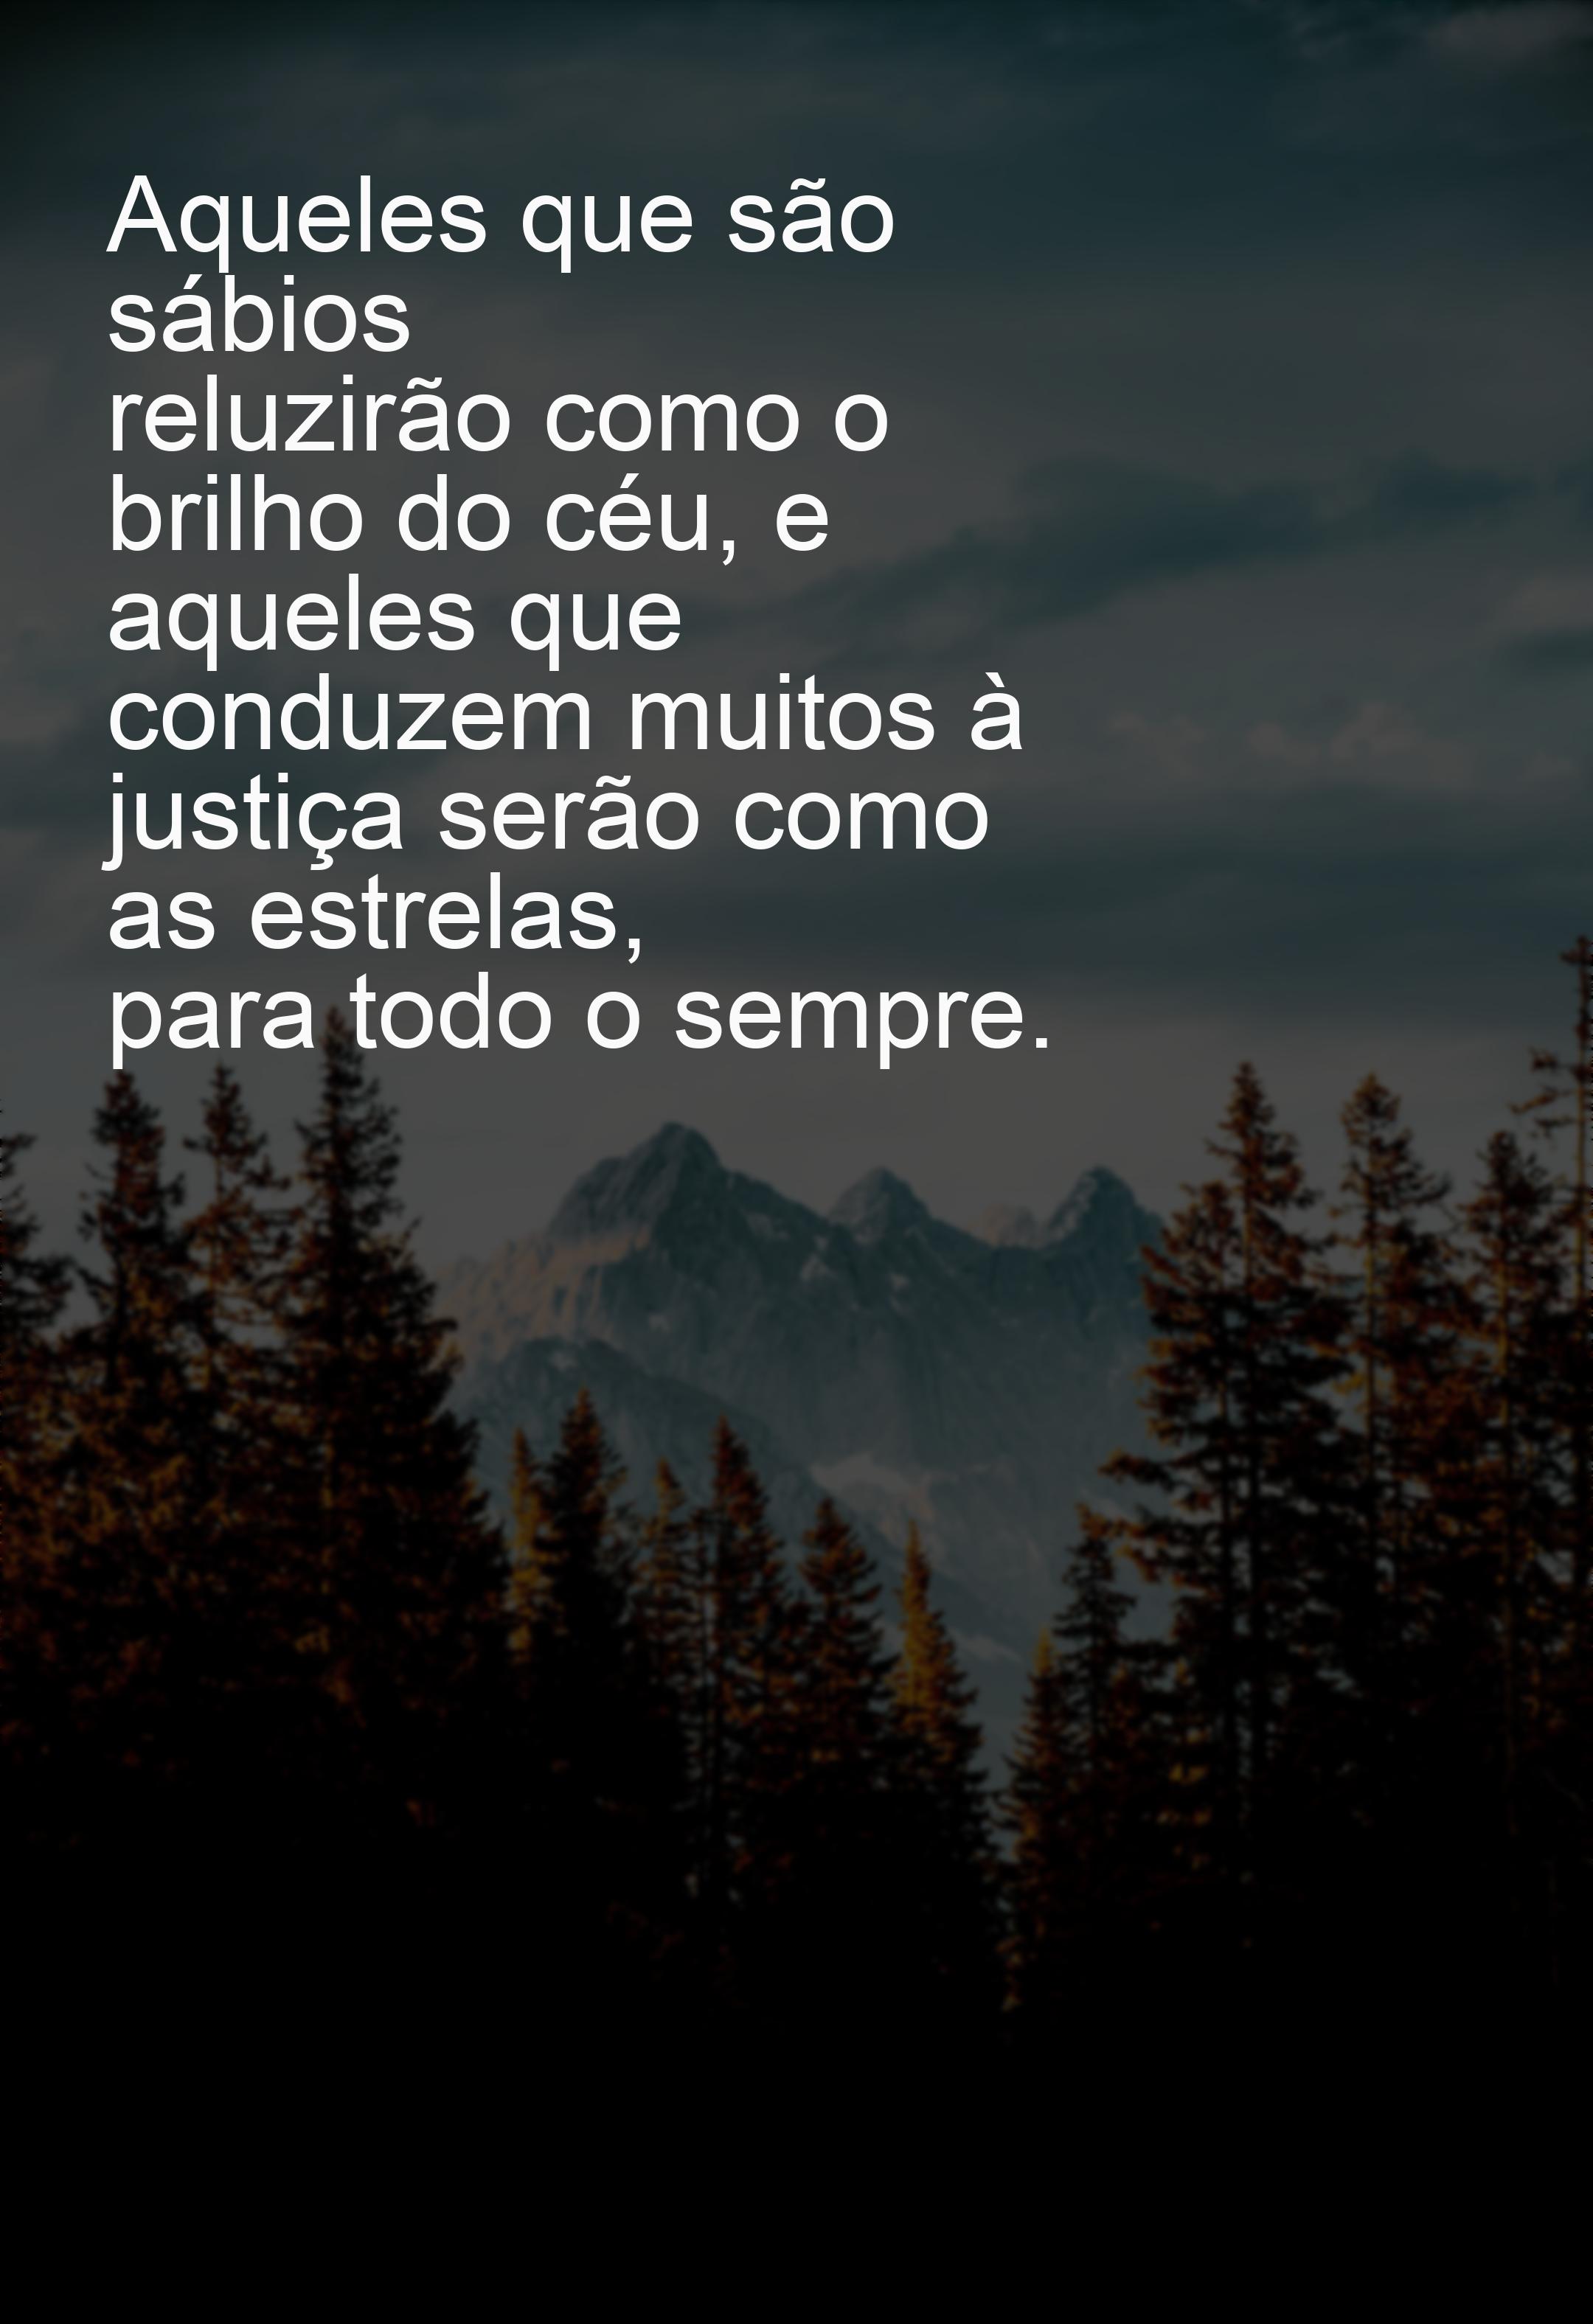 Aqueles que são
sábios
reluzirão como o
brilho do céu, e
aqueles que
conduzem muitos à
justiça serão como
as estrelas,
para todo o sempre.